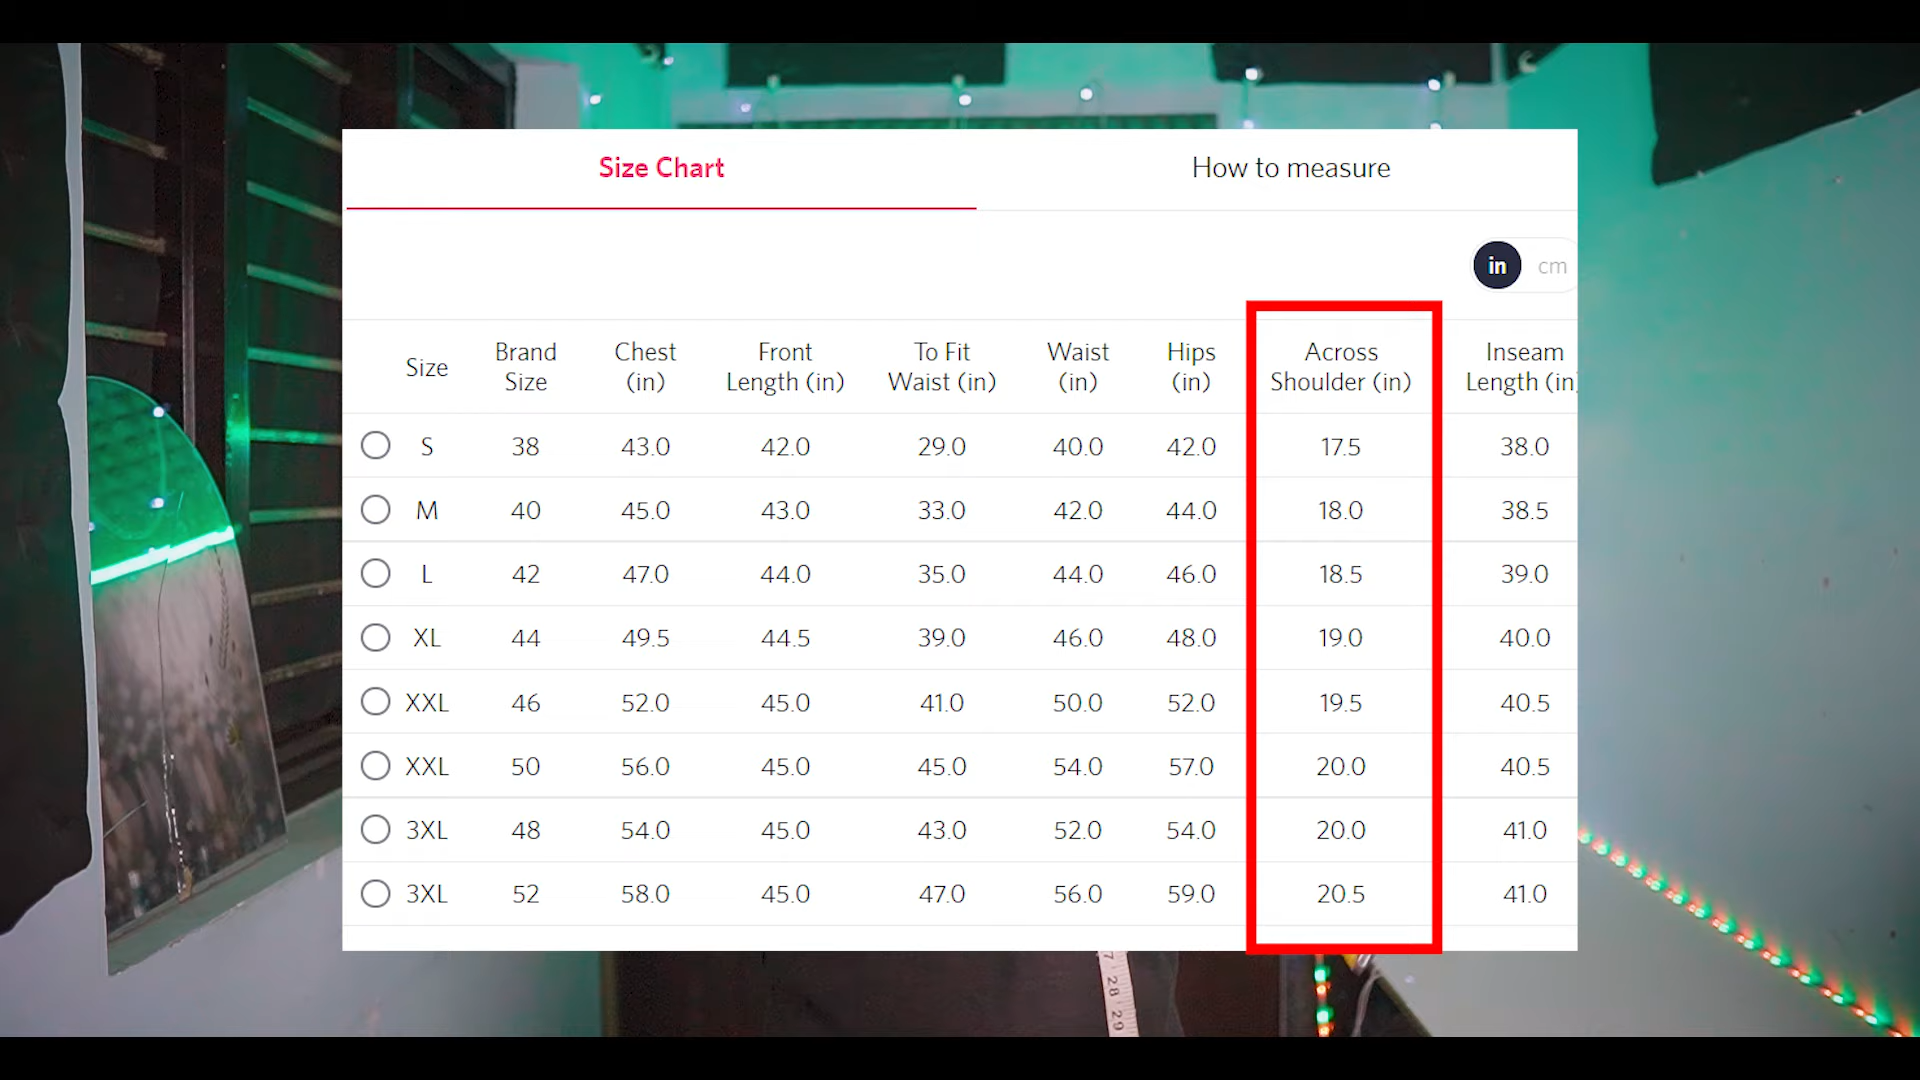 Size Chart How to measure
in cm
Size Brand Size Chest (in) Front Length (in) To Fit Waist (in) Waist (in) Hips (in) Across Shoulder (in) Inseam Length (in
S 38 43.0 42.0 29.0 40.0 42.0 17.5 38.0
M 40 45.0 43.0 33.0 42.0 44.0 18.0 38.5
L 42 47.0 44.0 35.0 44.0 46.0 18.5 39.0
XL 44 49.5 44.5 39.0 46.0 48.0 19.0 40.0
XXL 46 52.0 45.0 41.0 50.0 52.0 19.5 40.5
XXL 50 56.0 45.0 45.0 54.0 57.0 20.0 40.5
3XL 48 54.0 45.0 43.0 52.0 54.0 20.0 41.0
3XL 52 58.0 45.0 47.0 56.0 59.0 20.5 41.0
7 28 29